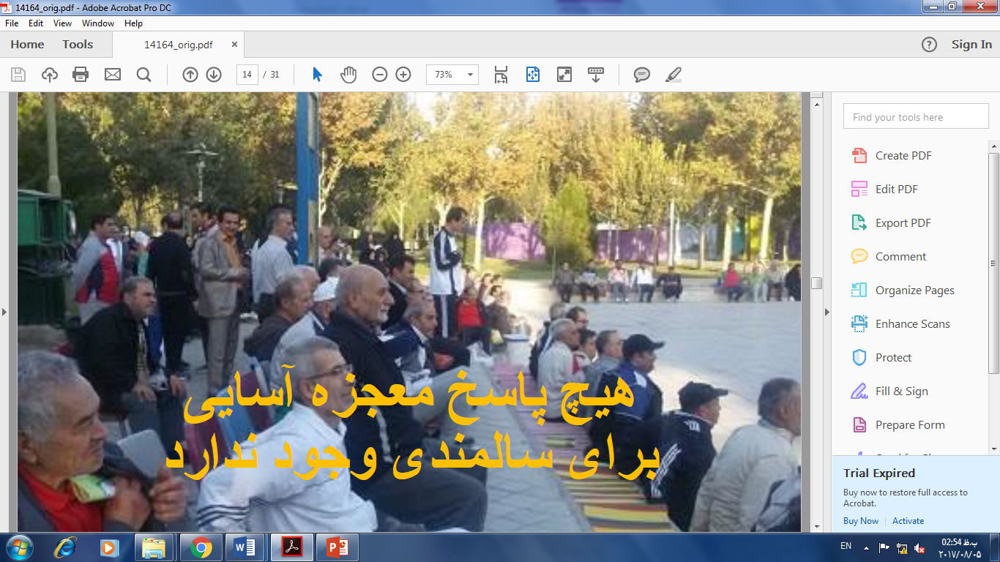 14164_orig.pdf - Adobe Acrobat Pro DC
File Edit View Window Help
Home Tools 14164_orig.pdf × ? Sign In
14 / 31 73%
هیچ پاسخ معجزه آسایی
برای سالمندی وجود ندارد
Find your tools here
Create PDF
Edit PDF
Export PDF
Comment
Organize Pages
Enhance Scans
Protect
Fill & Sign
Prepare Form
Trial Expired
Buy now to restore full access to
Acrobat.
Buy Now | Activate
EN
02:54 ب.ظ
۲۰۱۷/۰۸/۰۵